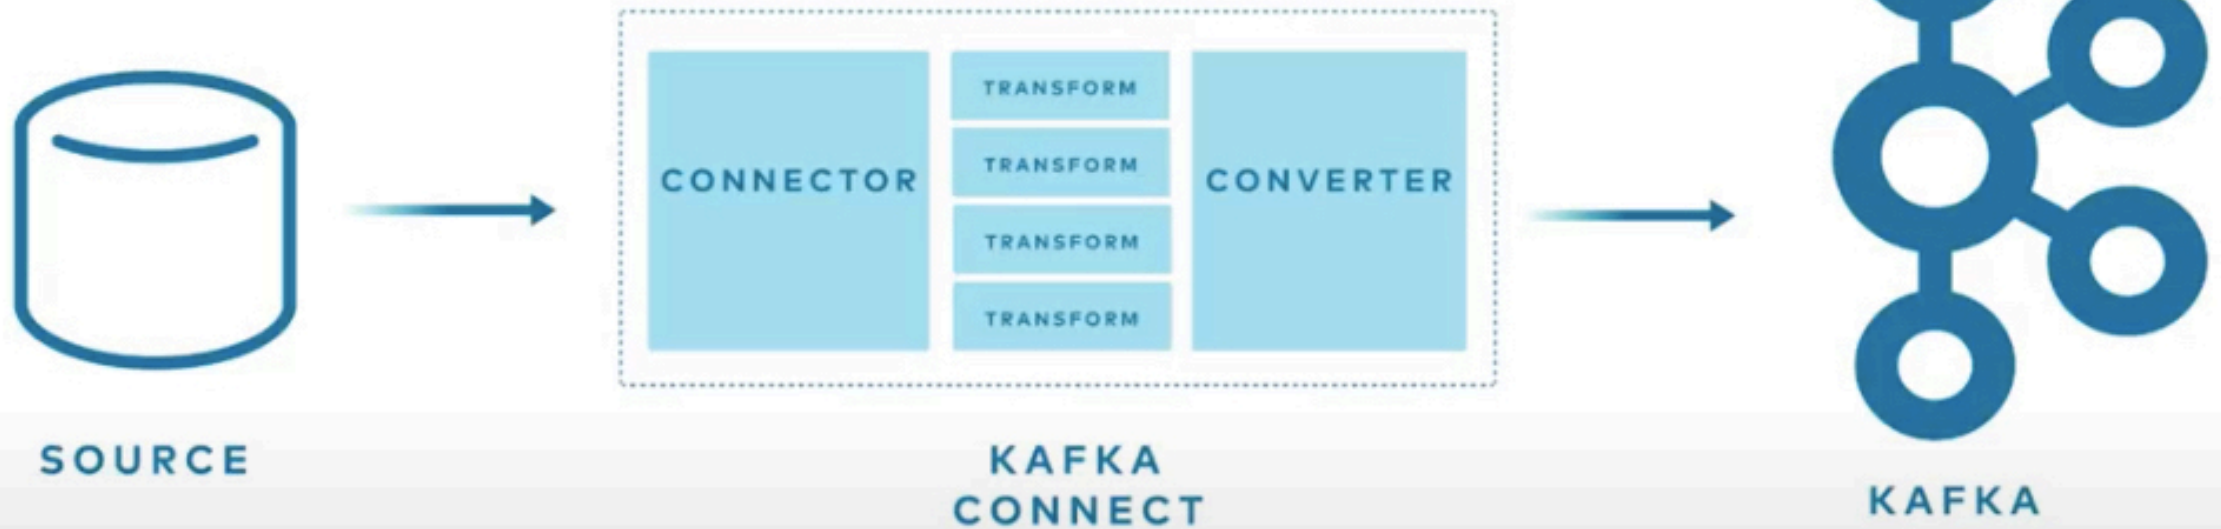 CONNECTOR
TRANSFORM
TRANSFORM
TRANSFORM
TRANSFORM
CONVERTER
SOURCE
KAFKA
CONNECT
KAFKA